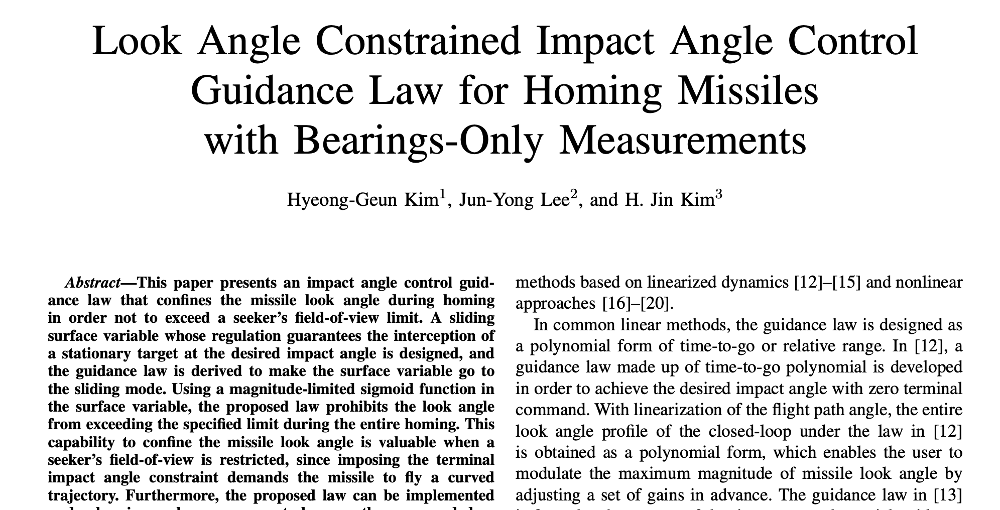 Look Angle Constrained Impact Angle Control
Guidance Law for Homing Missiles
with Bearings-Only Measurements
Hyeong-Geun Kim1, Jun-Yong Lee2, and H. Jin Kim3
Abstract—This paper presents an impact angle control guid-
ance law that confines the missile look angle during homing
in order not to exceed a seeker's field-of-view limit. A sliding
surface variable whose regulation guarantees the interception of
a stationary target at the desired impact angle is designed, and
the guidance law is derived to make the surface variable go to
the sliding mode. Using a magnitude-limited sigmoid function in
the surface variable, the proposed law prohibits the look angle
from exceeding the specified limit during the entire homing. This
capability to confine the missile look angle is valuable when a
seeker's field-of-view is restricted, since imposing the terminal
impact angle constraint demands the missile to fly a curved
trajectory. Furthermore, the proposed law can be implemented
methods based on linearized dynamics [12]–[15] and nonlinear
approaches [16]–[20].
In common linear methods, the guidance law is designed as
a polynomial form of time-to-go or relative range. In [12], a
guidance law made up of time-to-go polynomial is developed
in order to achieve the desired impact angle with zero terminal
command. With linearization of the flight path angle, the entire
look angle profile of the closed-loop under the law in [12]
is obtained as a polynomial form, which enables the user to
modulate the maximum magnitude of missile look angle by
adjusting a set of gains in advance. The guidance law in [13]